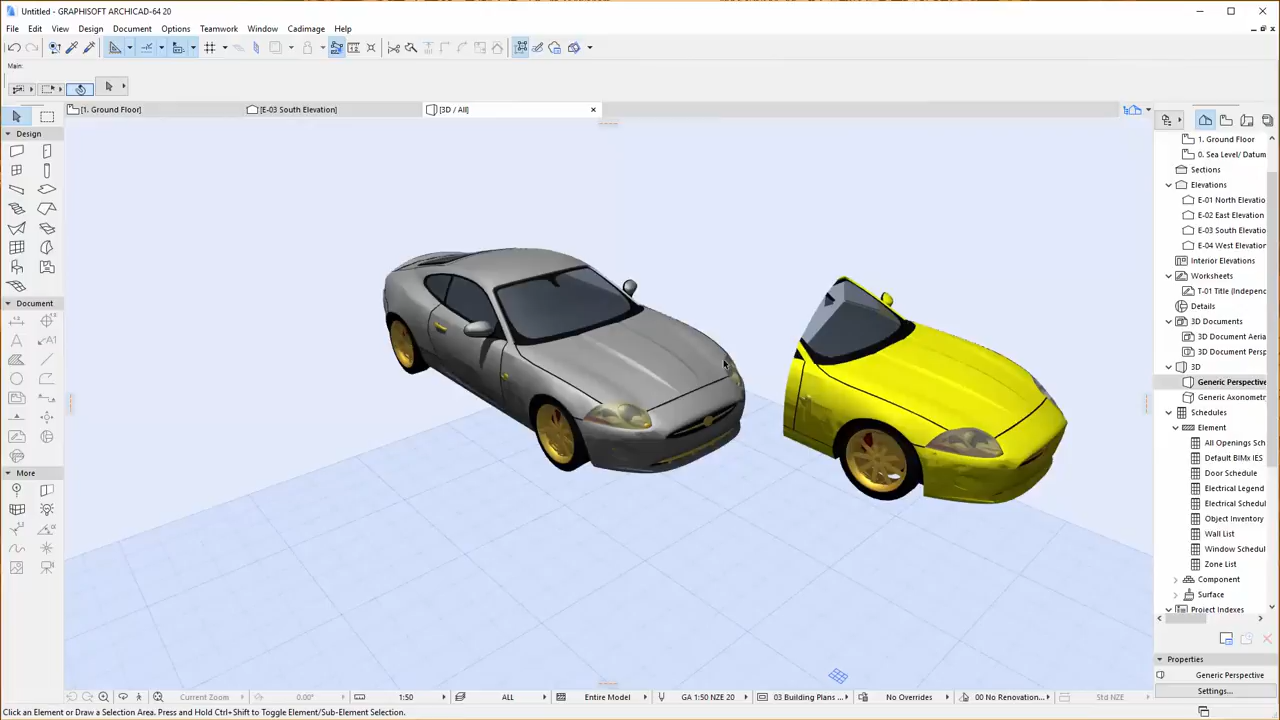 Untitled - GRAPHISOFT ARCHICAD-64 20
File Edit View Design Document Options Teamwork Window Cadimage Help
Main:
[1. Ground Floor]
[E-03 South Elevation]
[3D / All]
Design
Document
More
1. Ground Floor
0. Sea Level/ Datum
Sections
Elevations
E-01 North Elevatio
E-02 East Elevation
E-03 South Elevatio
E-04 West Elevation
Interior Elevations
Worksheets
T-01 Title (Indepenc
Details
3D Documents
3D Document Aeria
3D Document Persp
3D
Generic Perspective
Generic Axonometr
Schedules
Element
All Openings Sch
Default BIMx IES
Door Schedule
Electrical Legend
Electrical Schedul
Object Inventory
Wall List
Window Schedul
Zone List
Component
Surface
Project Indexes
Properties
Generic Perspective
Settings...
Current Zoom 0.00° 1:50 ALL Entire Model GA 1:50 NZE 20 03 Building Plans ... No Overrides 00 No Renovation... Std NZE
Click an Element or Draw a Selection Area. Press and Hold Ctrl+Shift to Toggle Element/Sub-Element Selection.